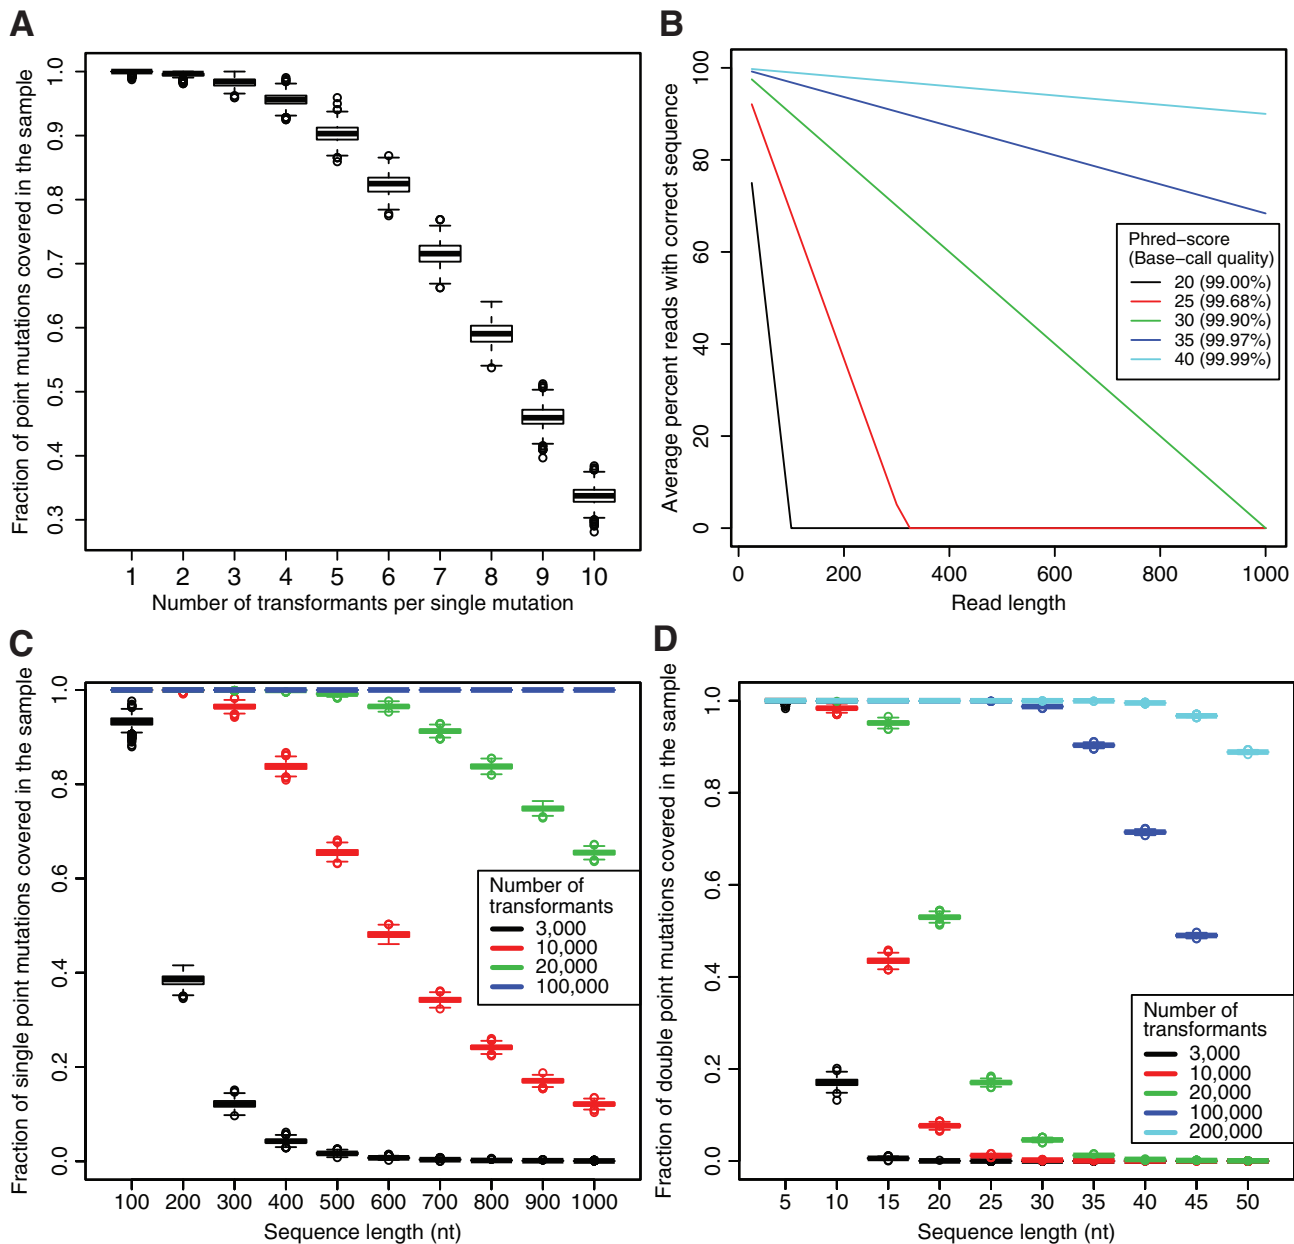 A
Fraction of point mutations covered in the sample
1.0
0.9
0.8
0.7
0.6
0.5
0.4
0.3
1 2 3 4 5 6 7 8 9 10
Number of transformants per single mutation
B
Average percent reads with correct sequence
100
80
60
40
20
0
Phred−score
(Base−call quality)
20 (99.00%)
25 (99.68%)
30 (99.90%)
35 (99.97%)
40 (99.99%)
0 200 400 600 800 1000
Read length
C
Fraction of single point mutations covered in the sample
1.0
0.8
0.6
0.4
0.2
0.0
Number of
transformants
3,000
10,000
20,000
100,000
100 200 300 400 500 600 700 800 900 1000
Sequence length (nt)
D
Fraction of double point mutations covered in the sample
1.0
0.8
0.6
0.4
0.2
0.0
Number of
transformants
3,000
10,000
20,000
100,000
200,000
5 10 15 20 25 30 35 40 45 50
Sequence length (nt)